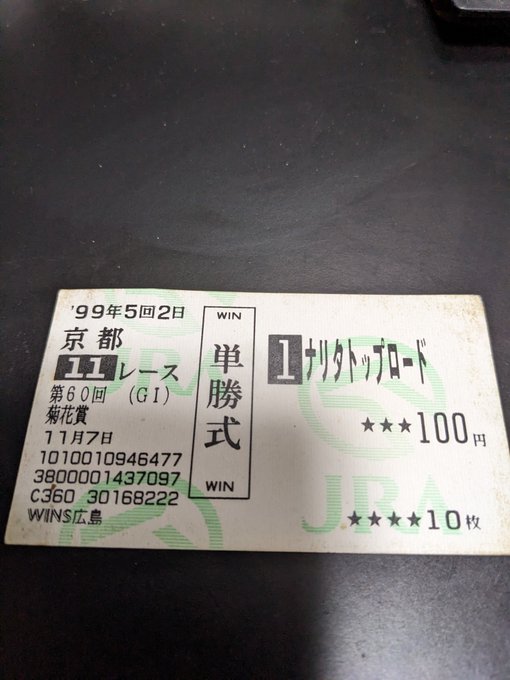 '99年5回2日
京都
11レース
第60回 (GI)
菊花賞
11月7日
1010010946477
3800001437097
C360 30168222
WINS広島
WIN
単勝式
WIN
1 ナリタトップロード
★★★100円
★★★★10枚
JRA
JRA